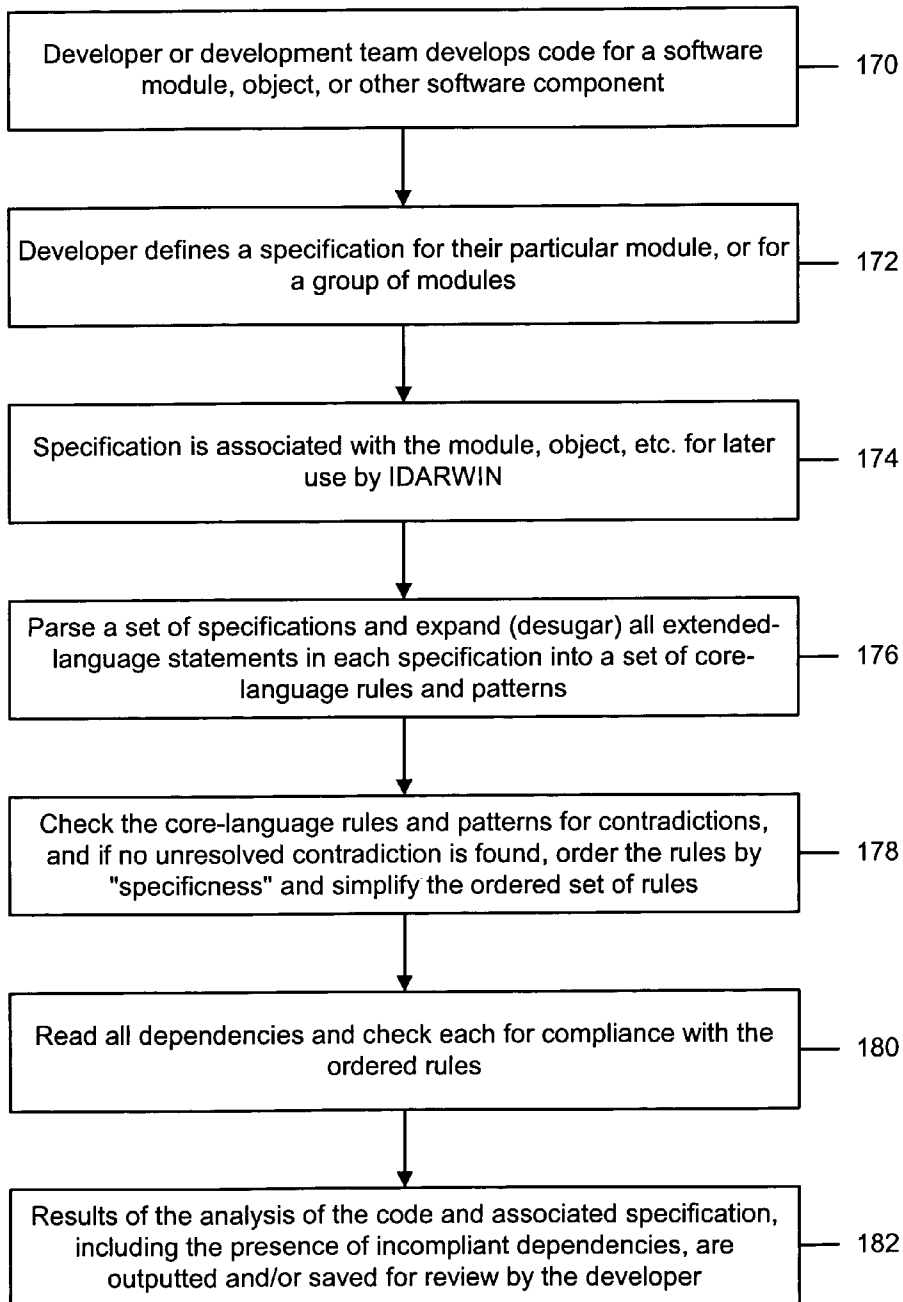 Developer or development team develops code for a software
module, object, or other software component
170
Developer defines a specification for their particular module, or for
a group of modules
172
Specification is associated with the module, object, etc. for later
use by IDARWIN
174
Parse a set of specifications and expand (desugar) all extended-
language statements in each specification into a set of core-
language rules and patterns
176
Check the core-language rules and patterns for contradictions,
and if no unresolved contradiction is found, order the rules by
"specificness" and simplify the ordered set of rules
178
Read all dependencies and check each for compliance with the
ordered rules
180
Results of the analysis of the code and associated specification,
including the presence of incompliant dependencies, are
outputted and/or saved for review by the developer
182